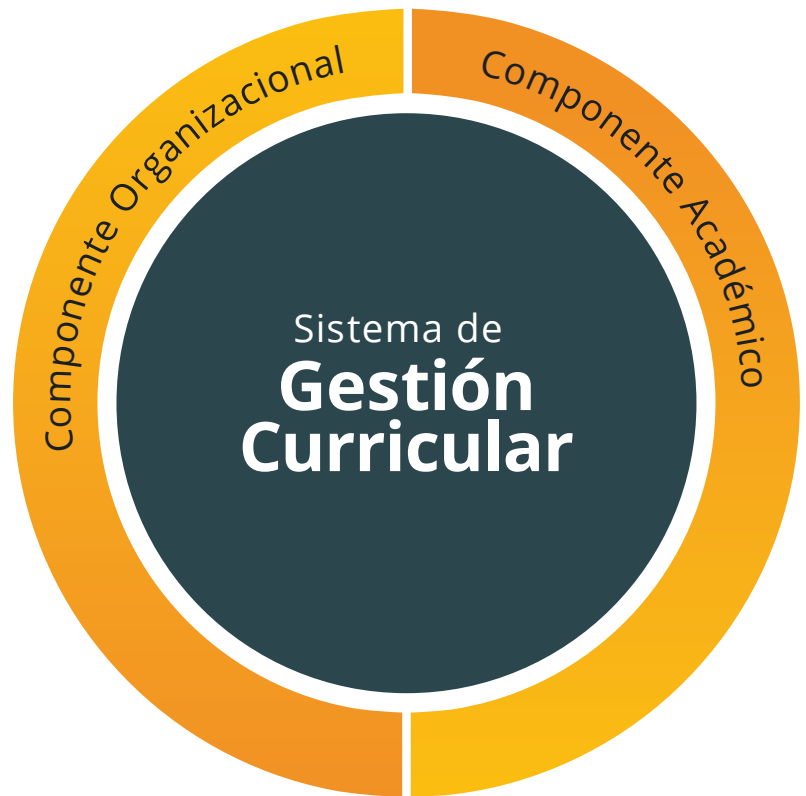 Componente Organizacional
Componente Académico
Sistema de
Gestión
Curricular